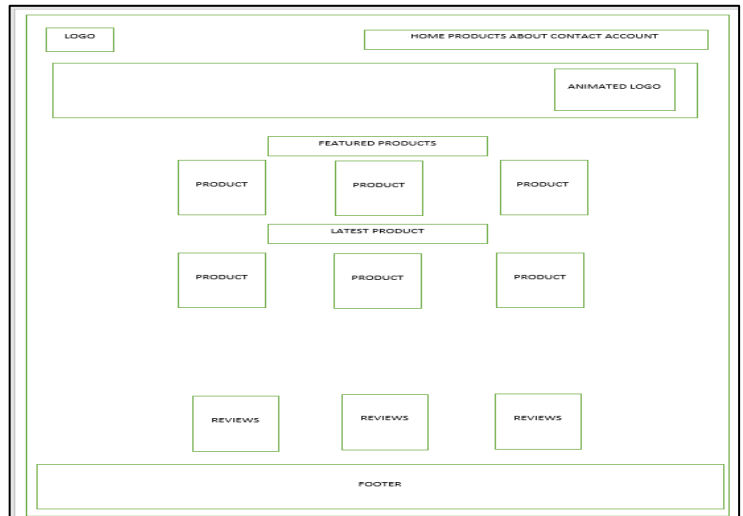 LOGO
HOME PRODUCTS ABOUT CONTACT ACCOUNT
ANIMATED LOGO
FEATURED PRODUCTS
PRODUCT
PRODUCT
PRODUCT
LATEST PRODUCT
PRODUCT
PRODUCT
PRODUCT
REVIEWS
REVIEWS
REVIEWS
FOOTER